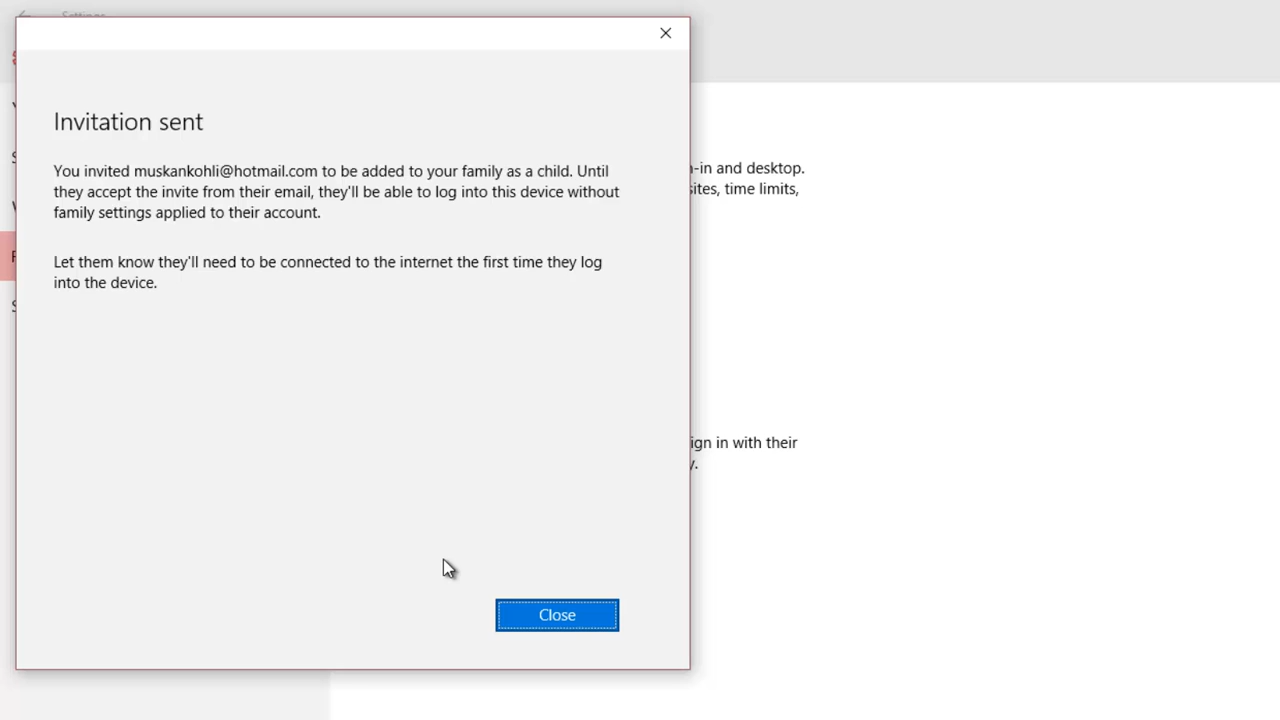 Settings
Invitation sent
You invited muskankohli@hotmail.com to be added to your family as a child. Until
they accept the invite from their email, they'll be able to log into this device without
family settings applied to their account.
Let them know they'll need to be connected to the internet the first time they log
into the device.
Close
-in and desktop.
sites, time limits,
ign in with their
y.